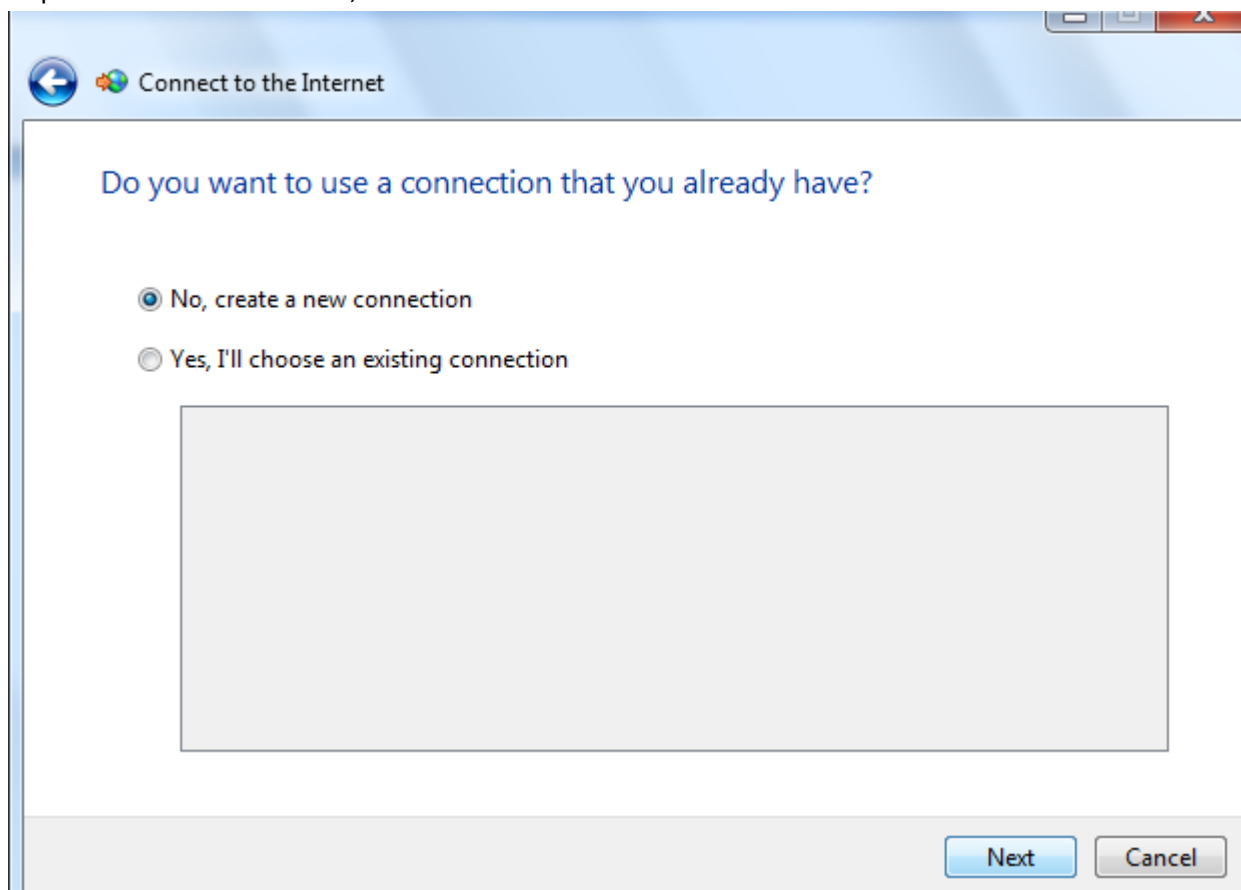 Connect to the Internet
Do you want to use a connection that you already have?
No, create a new connection
Yes, I'll choose an existing connection
Next Cancel